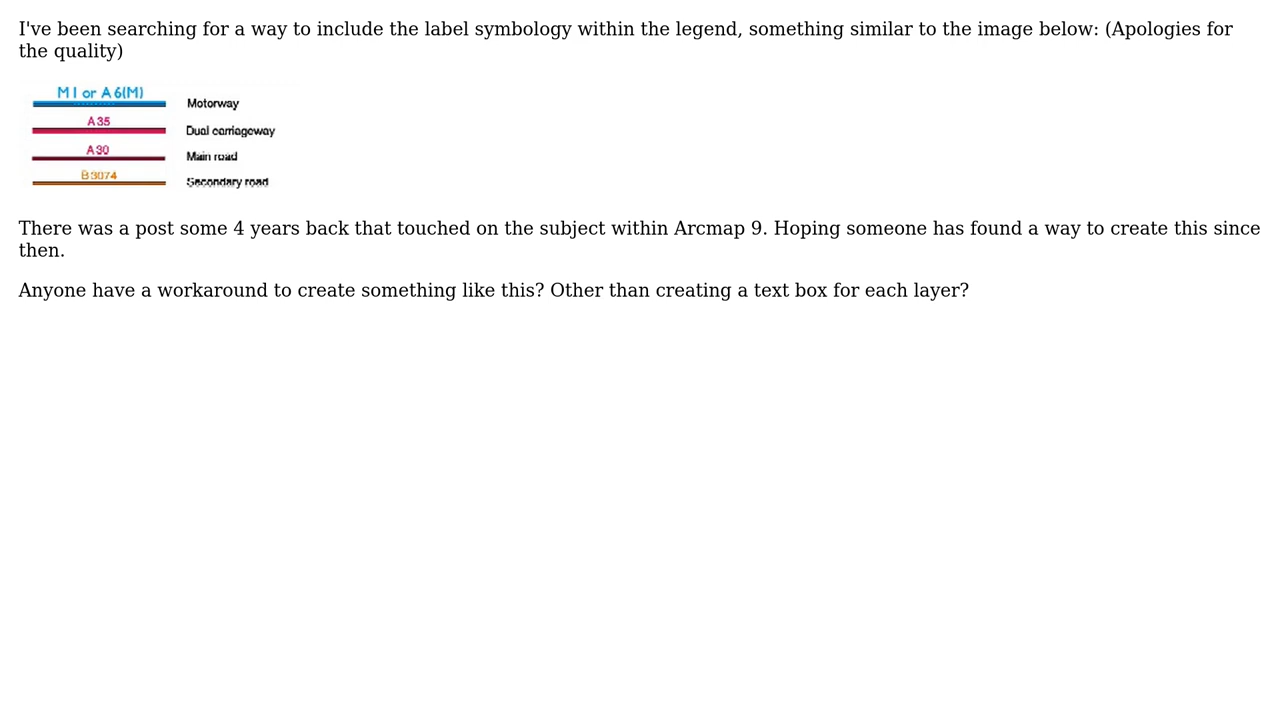 I've been searching for a way to include the label symbology within the legend, something similar to the image below: (Apologies for
the quality)
M1 or A6(M)
Motorway
A35
Dual carriageway
A30
Main road
B3074
Secondary road
There was a post some 4 years back that touched on the subject within Arcmap 9. Hoping someone has found a way to create this since
then.
Anyone have a workaround to create something like this? Other than creating a text box for each layer?